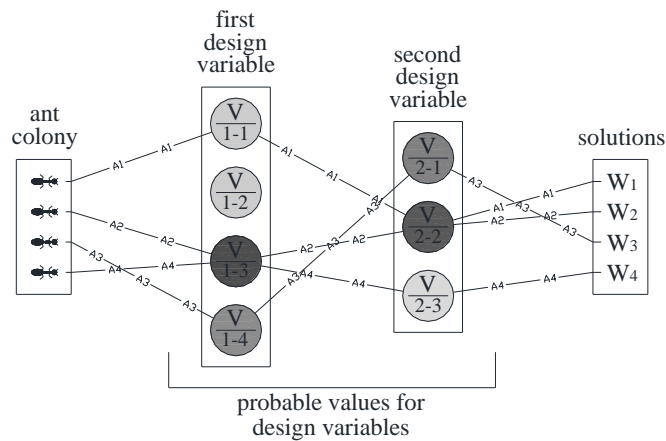 first
design
variable
second
design
variable
ant
colony
solutions
V
1-1
V
1-2
V
1-3
V
1-4
V
2-1
V
2-2
V
2-3
A1
A1
A2
A2
A3
A3
A4
A4
A1
A1
A2
A2
A3
A3
A4
A4
A1
A1
A2
A2
A3
A3
A4
A4
W1
W2
W3
W4
probable values for
design variables